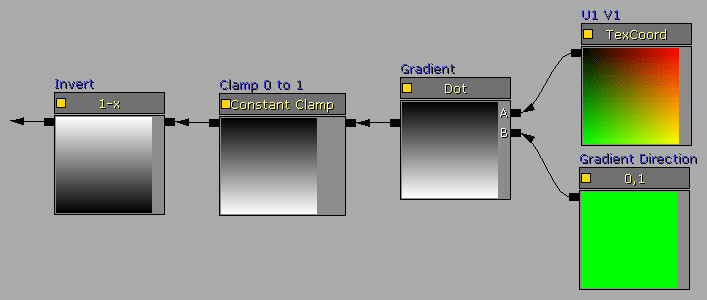 U1 V1
TexCoord
Gradient
Dot
A
B
Invert
1-x
Clamp 0 to 1
Constant Clamp
Gradient Direction
0,1